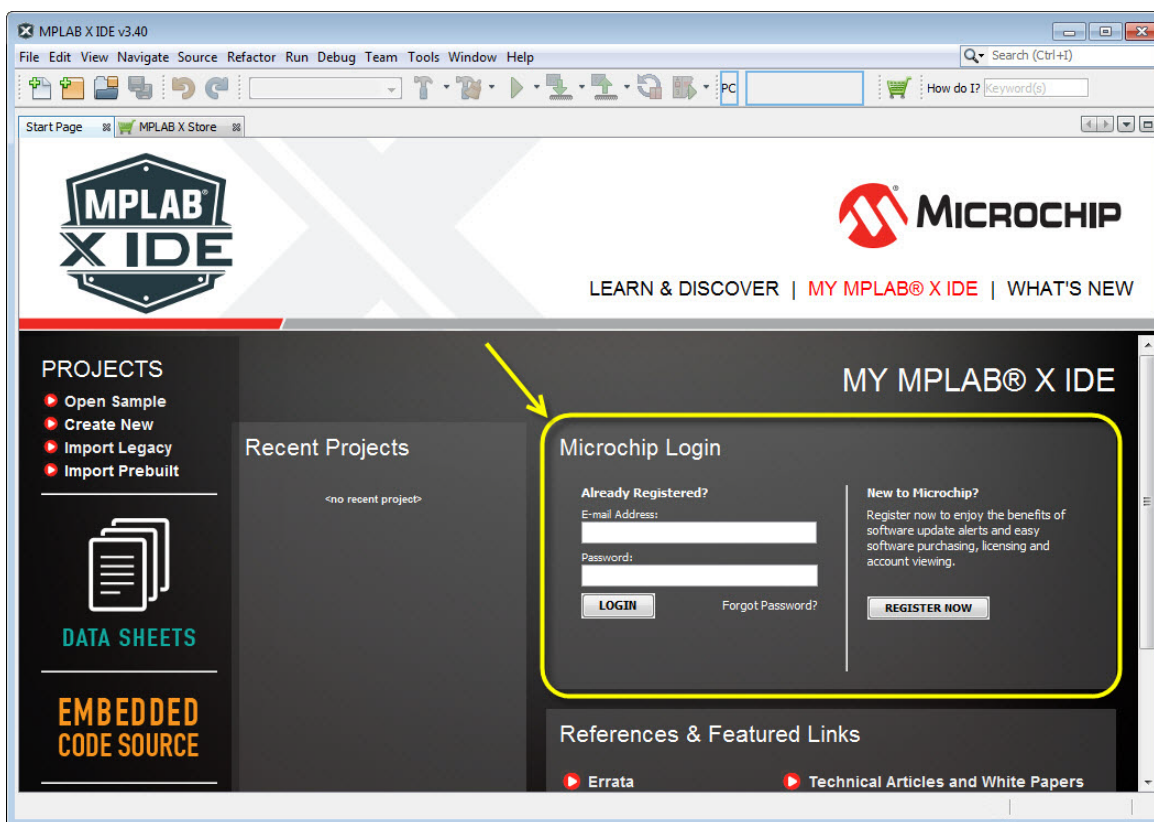 MPLAB X IDE v3.40
File Edit View Navigate Source Refactor Run Debug Team Tools Window Help
Search (Ctrl+I)
PC
How do I? Keyword(s)
Start Page
MPLAB X Store
MPLAB®
X IDE
MICROCHIP
LEARN & DISCOVER | MY MPLAB® X IDE | WHAT'S NEW
PROJECTS
Open Sample
Create New
Import Legacy
Import Prebuilt
DATA SHEETS
EMBEDDED
CODE SOURCE
Recent Projects
<no recent project>
MY MPLAB® X IDE
Microchip Login
Already Registered?
E-mail Address:
Password:
LOGIN
Forgot Password?
New to Microchip?
Register now to enjoy the benefits of
software update alerts and easy
software purchasing, licensing and
account viewing.
REGISTER NOW
References & Featured Links
Errata
Technical Articles and White Papers